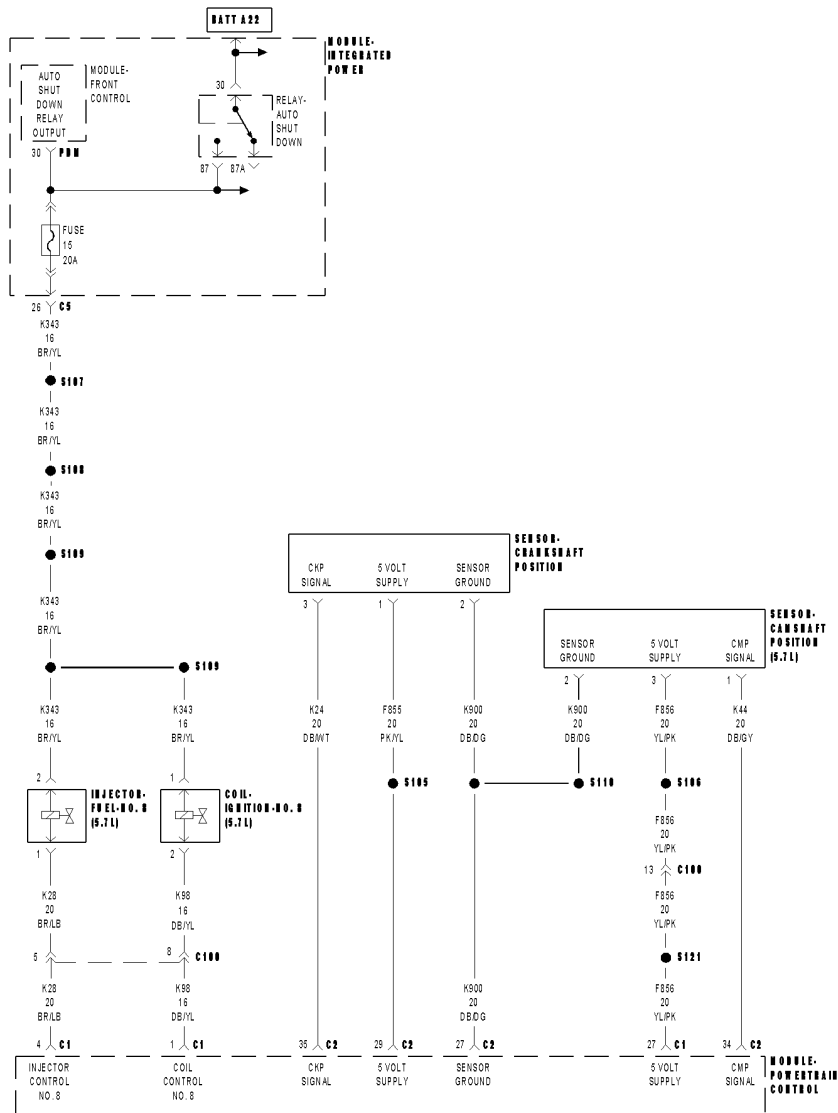 BATT A22
MODULE-
INTEGRATED
POWER
AUTO
SHUT
DOWN
RELAY
OUTPUT
MODULE-
FRONT
CONTROL
30
RELAY-
AUTO
SHUT
DOWN
30 PDM
87 87A
FUSE
15
20A
26 C5
K343
16
BR/YL
S107
K343
16
BR/YL
S108
K343
16
BR/YL
S109
K343
16
BR/YL
S109
K343
16
BR/YL
K343
16
BR/YL
2
1
INJECTOR-
FUEL-NO. 8
(5.7L)
COIL-
IGNITION-NO. 8
(5.7L)
1
2
K28
20
BR/LB
K98
16
DB/YL
5
8 C100
K28
20
BR/LB
K98
16
DB/YL
4 C1
1 C1
SENSOR-
CRANKSHAFT
POSITION
CKP
SIGNAL
5 VOLT
SUPPLY
SENSOR
GROUND
3
1
2
SENSOR-
CAMSHAFT
POSITION
(5.7L)
SENSOR
GROUND
5 VOLT
SUPPLY
CMP
SIGNAL
2
3
1
K24
20
DB/WT
F855
20
PK/YL
K900
20
DB/DG
K900
20
DB/DG
F856
20
YL/PK
K44
20
DB/GY
S105
S110
S106
F856
20
YL/PK
13 C100
F856
20
YL/PK
S121
K900
20
DB/DG
F856
20
YL/PK
35 C2
29 C2
27 C2
27 C1
34 C2
INJECTOR
CONTROL
NO. 8
COIL
CONTROL
NO. 8
CKP
SIGNAL
5 VOLT
SUPPLY
SENSOR
GROUND
5 VOLT
SUPPLY
CMP
SIGNAL
MODULE-
POWERTRAIN
CONTROL